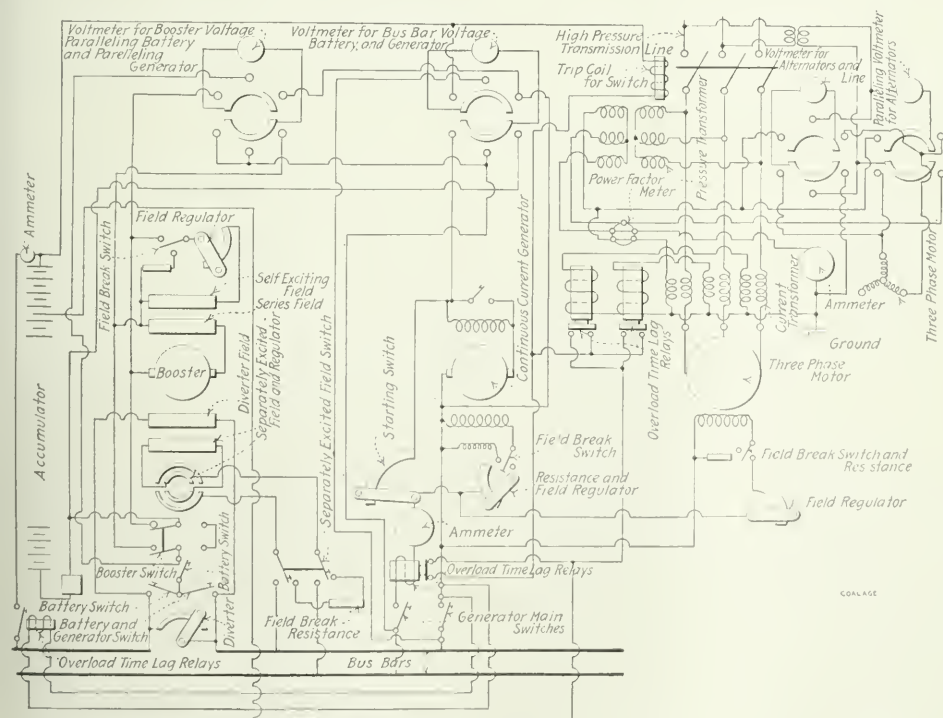 Voltmeter for Booster Voltage
Paralleling Battery
and Parelleling
Generator
Voltmeter for Bus Bar Voltage
Battery, and Generator
High Pressure
Transmission Line
Trip Coil
for Switch
Pressure Transformer
Voltmeter for
Alternators and
Line
Paralleling Voltmeter
for Alternators
Power Factor
Meter
Ammeter
Field Break Switch
Field Regulator
Self Exciting
Field
Series Field
Booster
Diverter Field
Separately Excited
Field and Regulator
Separately Excited Field Switch
Starting Switch
Continuous Current Generator
Overload Time Lag
Relays
Current
Transformer
Ammeter
Ground
Three Phase Motor
Three Phase
Motor
Accumulator
Field Break
Switch
Resistance and
Field Regulator
Field Break Switch and
Resistance
Field Regulator
Ammeter
Overload Time Lag Relays
Booster Switch
Battery Switch
Battery Switch
Battery and
Generator Switch
Diverter
Field Break
Resistance
Generator Main
Switches
COAL AGE
Overload Time Lag Relays
Bus Bars